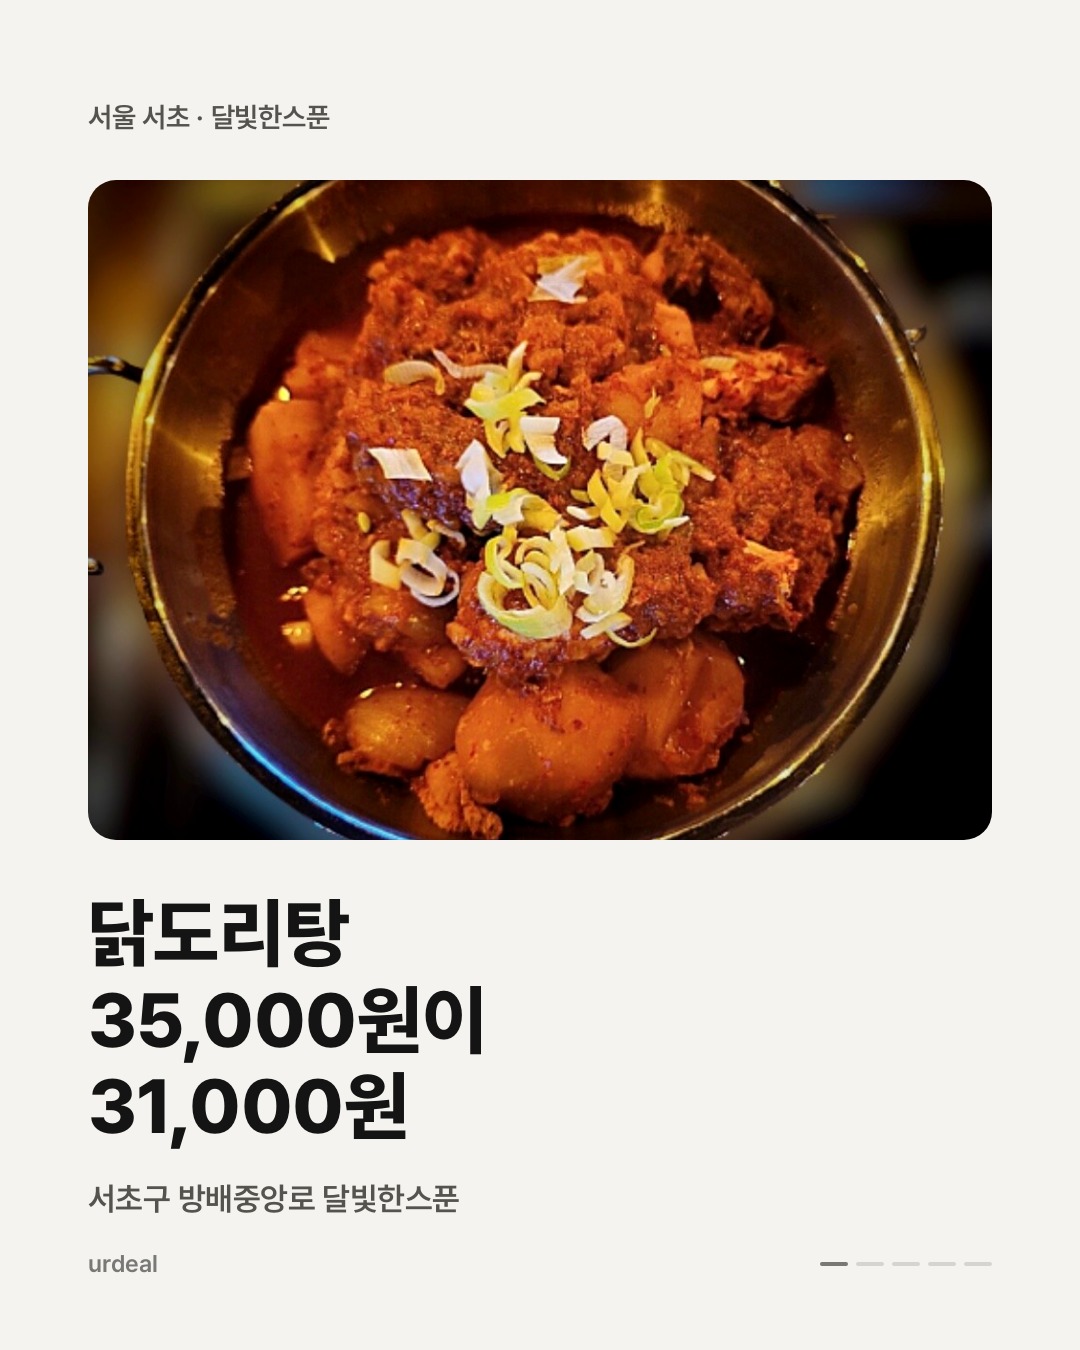 서울 서초 · 달빛한스푼
닭도리탕
35,000원이
31,000원
서초구 방배중앙로 달빛한스푼
urdeal